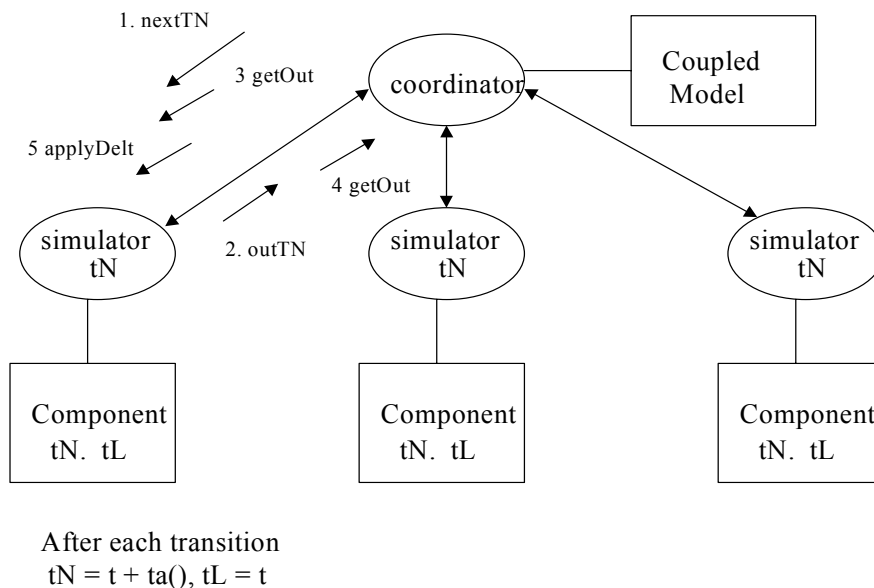 1. nextTN
3 getOut
coordinator
Coupled
Model
5 applyDelt
4 getOut
2. outTN
simulator
tN
simulator
tN
simulator
tN
Component
tN. tL
Component
tN. tL
Component
tN. tL
After each transition
tN = t + ta(), tL = t